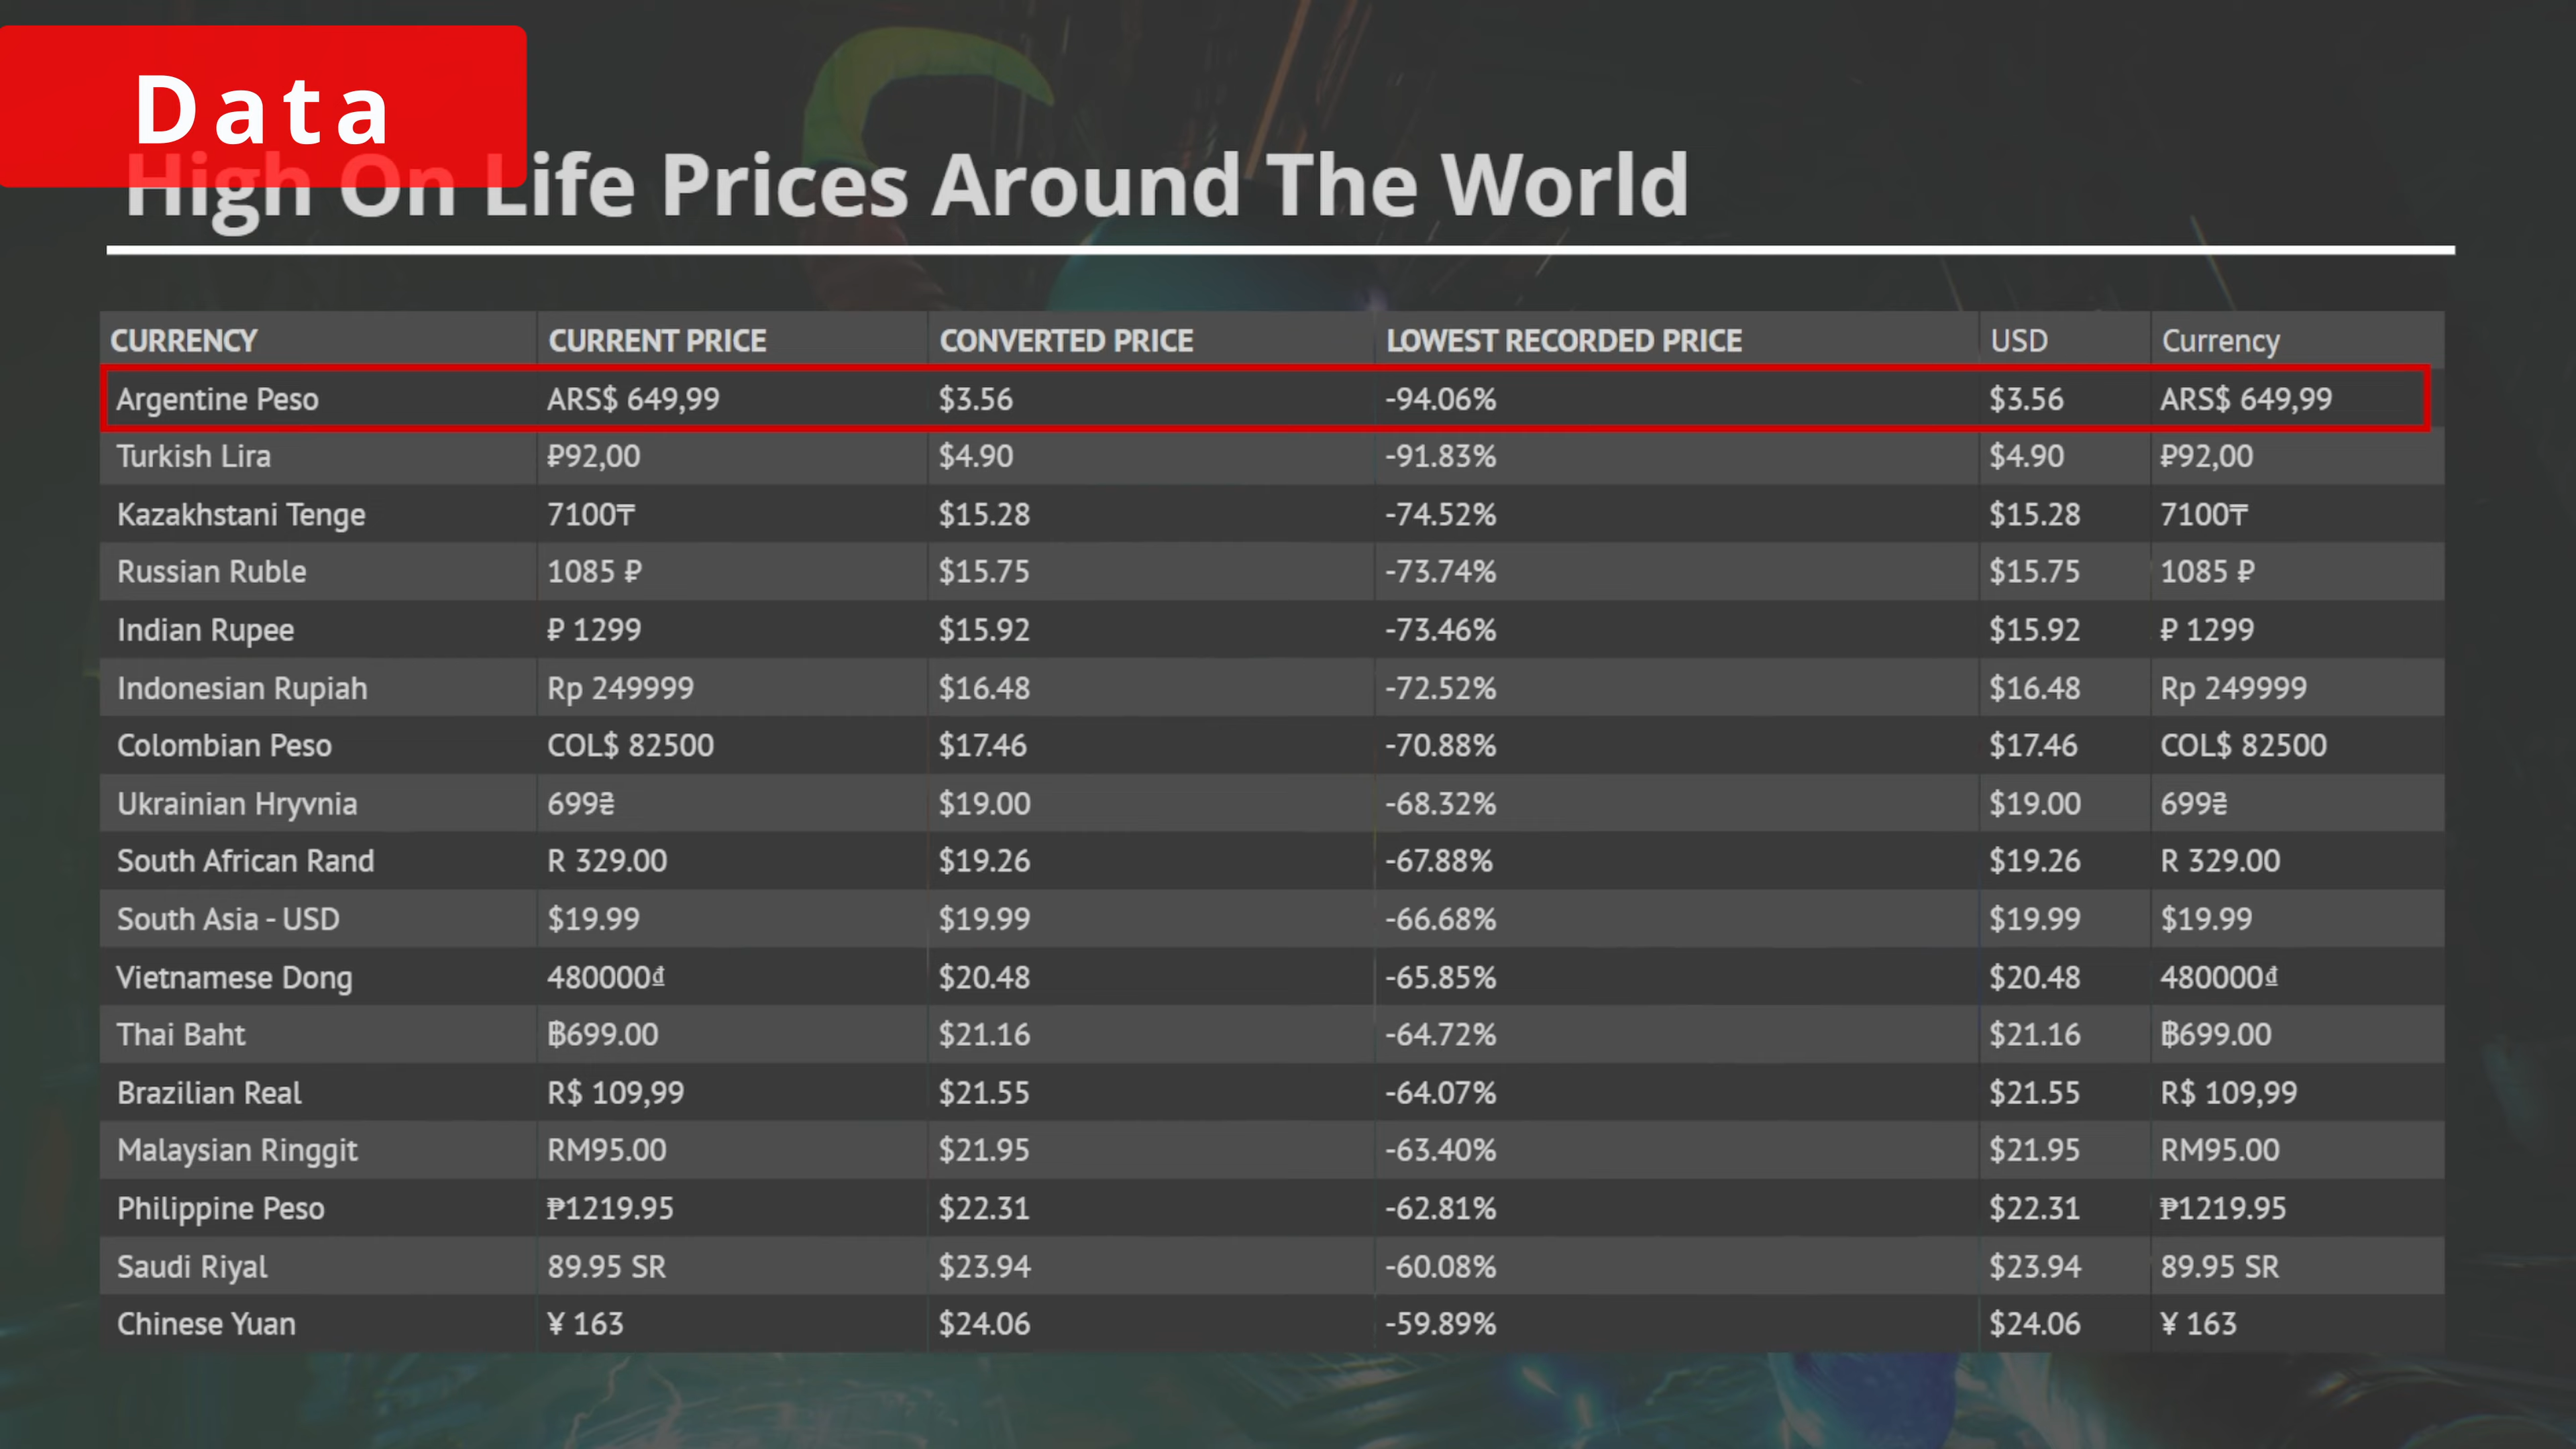 Data
High On Life Prices Around The World
CURRENCY CURRENT PRICE CONVERTED PRICE LOWEST RECORDED PRICE USD Currency
Argentine Peso ARS$ 649,99 $3.56 -94.06% $3.56 ARS$ 649,99
Turkish Lira ₽92,00 $4.90 -91.83% $4.90 ₽92,00
Kazakhstani Tenge 7100₸ $15.28 -74.52% $15.28 7100₸
Russian Ruble 1085 ₽ $15.75 -73.74% $15.75 1085 ₽
Indian Rupee ₽ 1299 $15.92 -73.46% $15.92 ₽ 1299
Indonesian Rupiah Rp 249999 $16.48 -72.52% $16.48 Rp 249999
Colombian Peso COL$ 82500 $17.46 -70.88% $17.46 COL$ 82500
Ukrainian Hryvnia 699₴ $19.00 -68.32% $19.00 699₴
South African Rand R 329.00 $19.26 -67.88% $19.26 R 329.00
South Asia - USD $19.99 $19.99 -66.68% $19.99 $19.99
Vietnamese Dong 480000₫ $20.48 -65.85% $20.48 480000₫
Thai Baht ฿699.00 $21.16 -64.72% $21.16 ฿699.00
Brazilian Real R$ 109,99 $21.55 -64.07% $21.55 R$ 109,99
Malaysian Ringgit RM95.00 $21.95 -63.40% $21.95 RM95.00
Philippine Peso ₱1219.95 $22.31 -62.81% $22.31 ₱1219.95
Saudi Riyal 89.95 SR $23.94 -60.08% $23.94 89.95 SR
Chinese Yuan ¥ 163 $24.06 -59.89% $24.06 ¥ 163